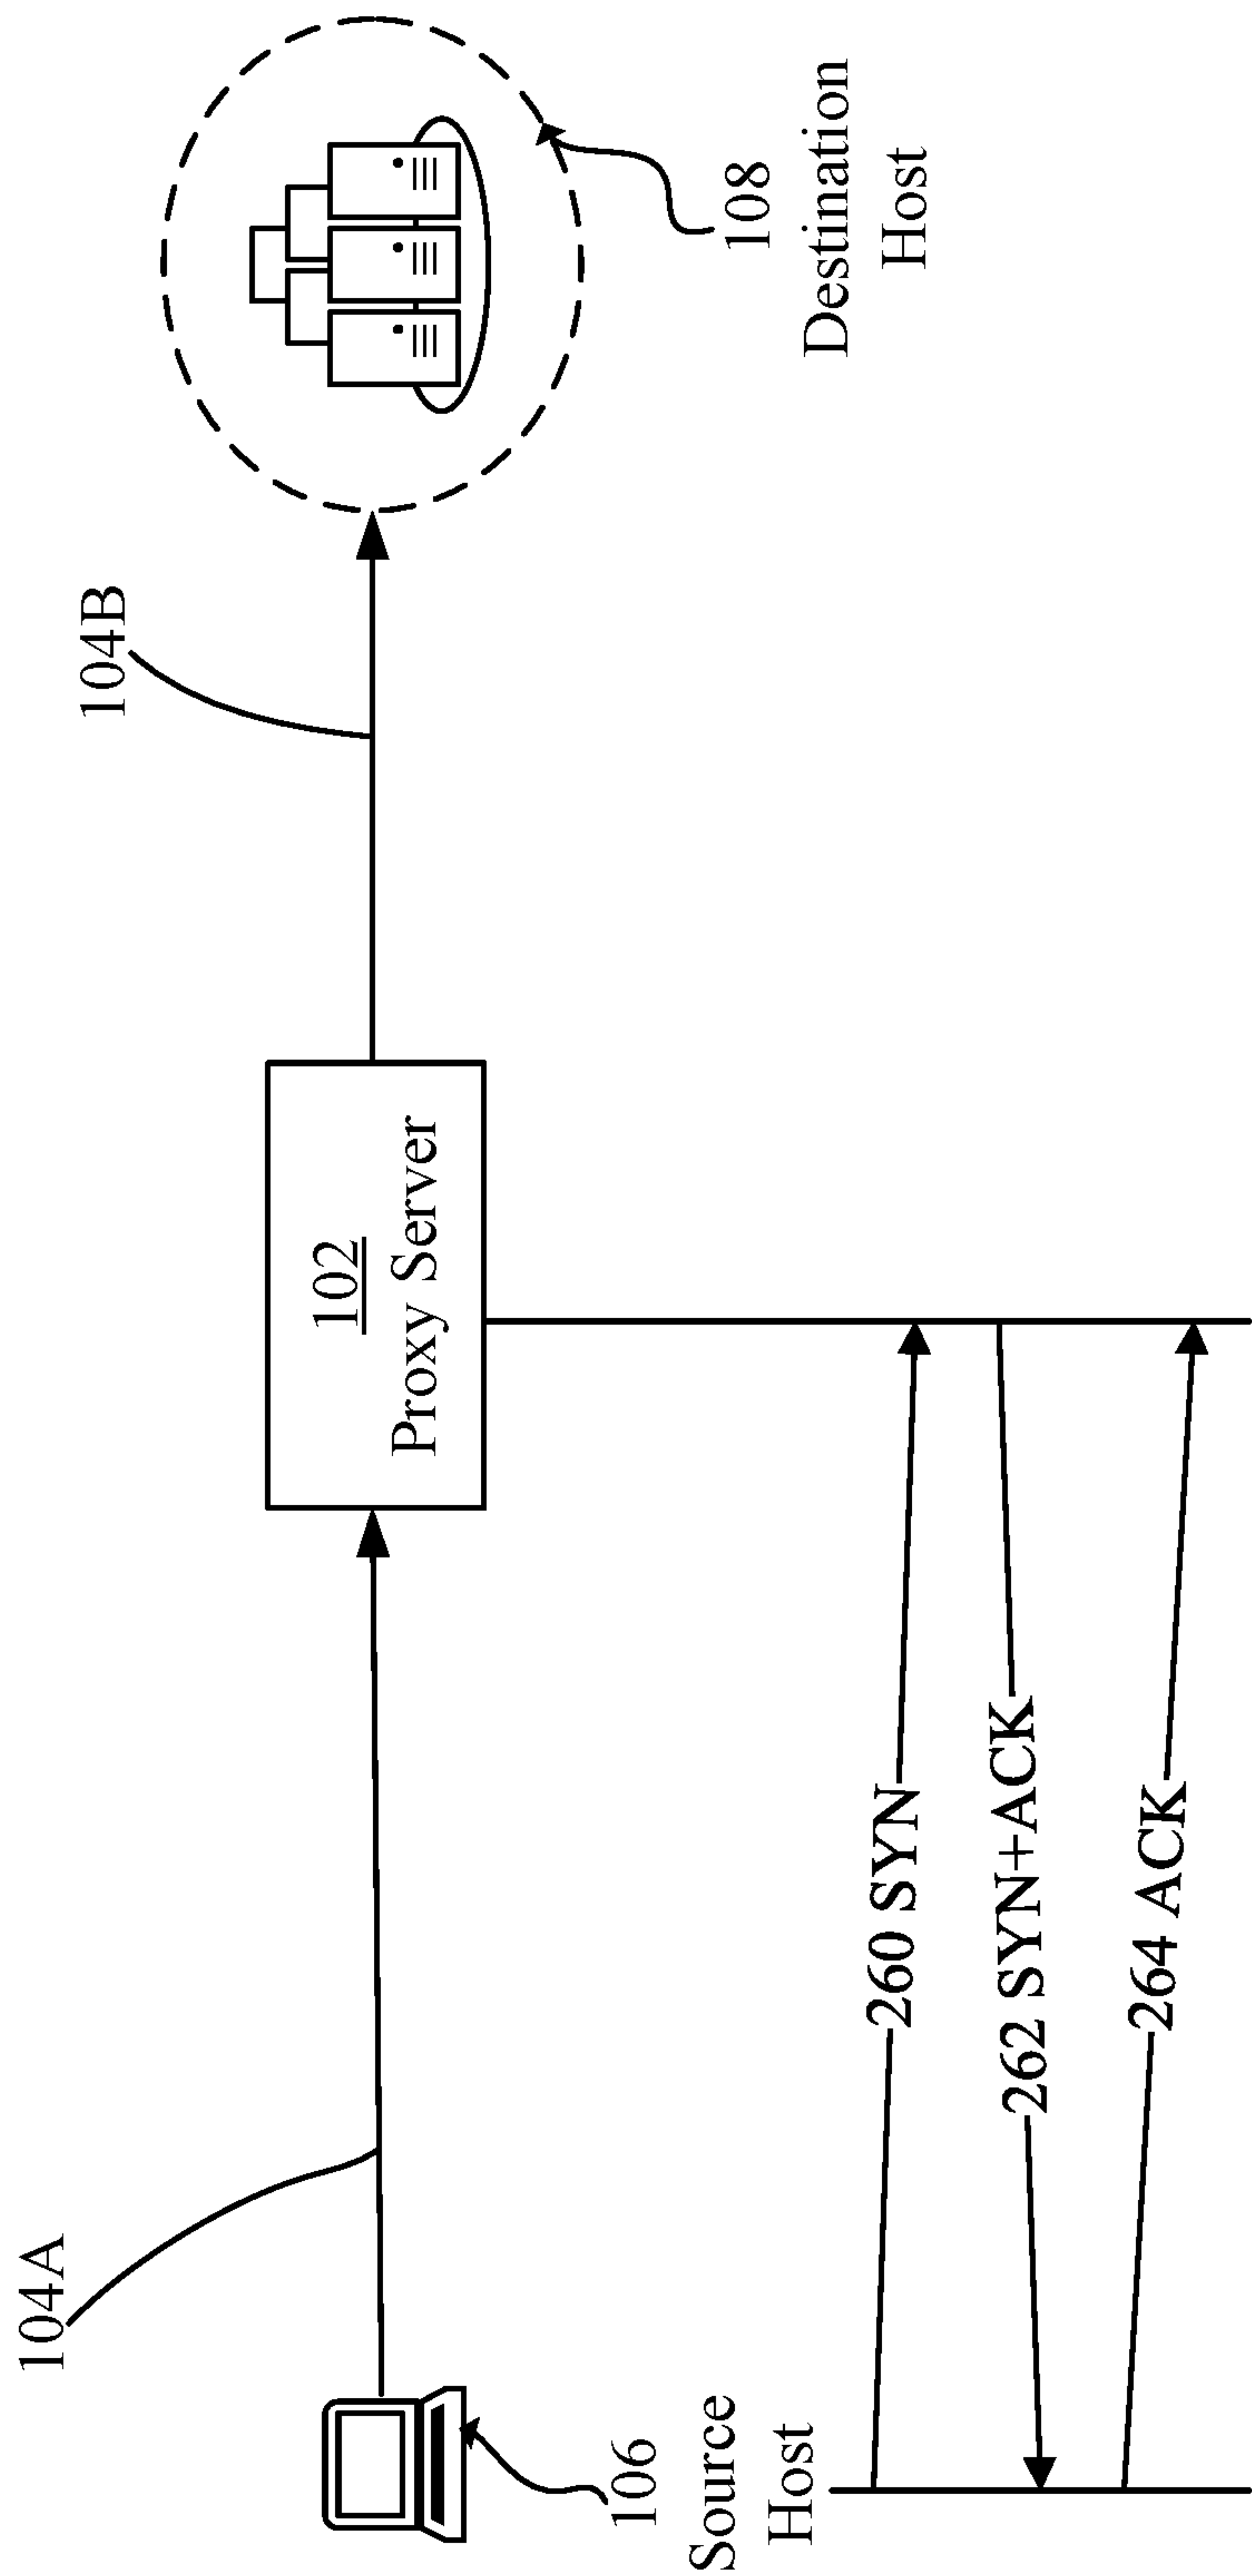 104A
104B
102
Proxy Server
106
Source
Host
108
Destination
Host
260 SYN
262 SYN+ACK
264 ACK